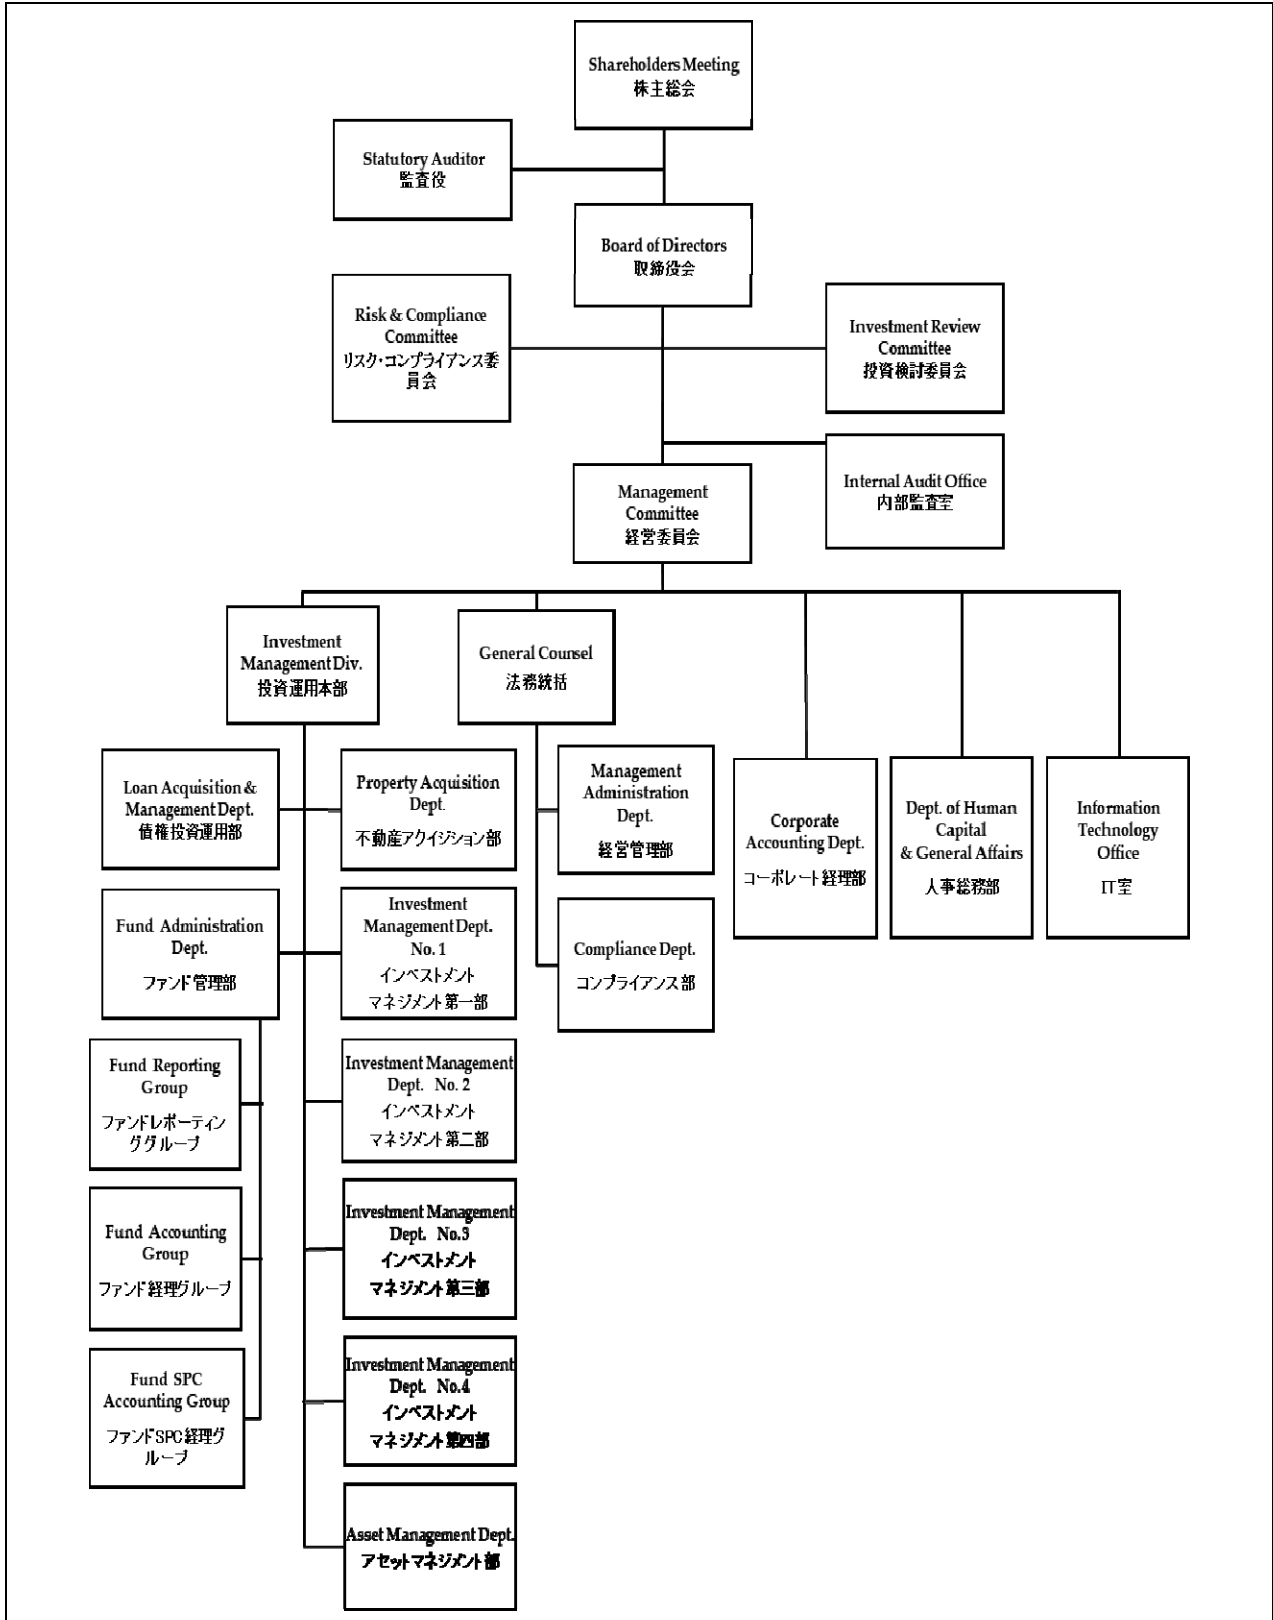 Shareholders Meeting
株主総会
Statutory Auditor
監査役
Board of Directors
取締役会
Risk & Compliance
Committee
リスク・コンプライアンス委
員会
Investment Review
Committee
投資検討委員会
Internal Audit Office
内部監査室
Management
Committee
経営委員会
Investment
Management Div.
投資運用本部
General Counsel
法務統括
Loan Acquisition &
Management Dept.
債権投資運用部
Property Acquisition
Dept.
不動産アクイジション部
Management
Administration
Dept.
経営管理部
Corporate
Accounting Dept.
コーポレート経理部
Dept. of Human
Capital
& General Affairs
人事総務部
Information
Technology
Office
IT室
Fund Administration
Dept.
ファンド管理部
Investment
Management Dept.
No. 1
インベストメント
マネジメント第一部
Compliance Dept.
コンプライアンス部
Fund Reporting
Group
ファンドレポーティン
ググループ
Investment Management
Dept. No. 2
インベストメント
マネジメント第二部
Fund Accounting
Group
ファンド経理グループ
Investment Management
Dept. No.3
インベストメント
マネジメント第三部
Fund SPC
Accounting Group
ファンドSPC経理グ
ループ
Investment Management
Dept. No.4
インベストメント
マネジメント第四部
Asset Management Dept.
アセットマネジメント部